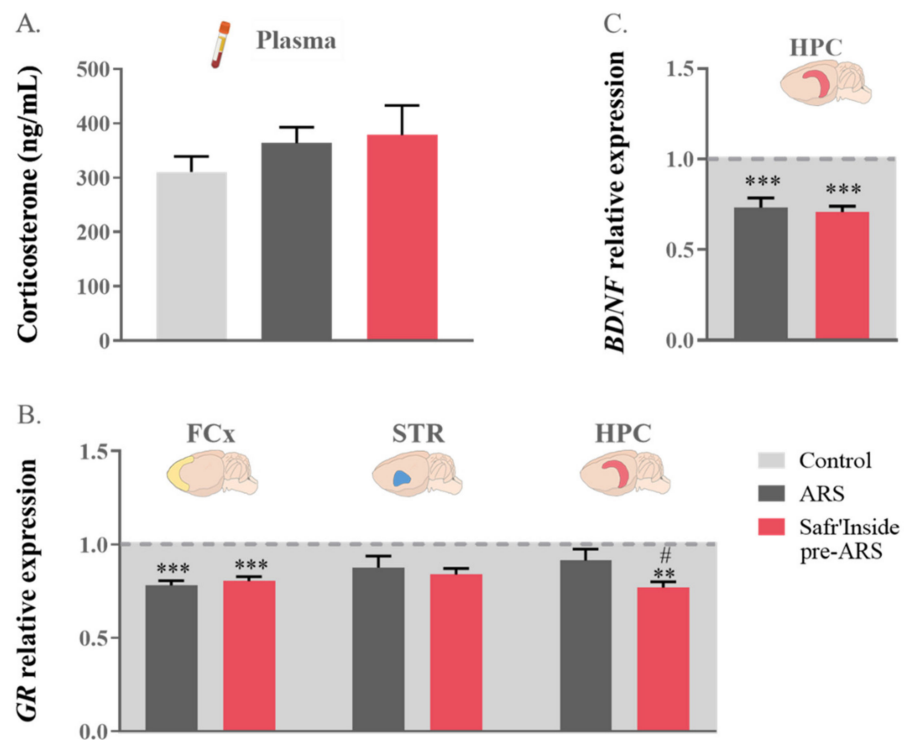 A.
Plasma
Corticosterone (ng/mL)
500
400
300
200
100
0
C.
HPC
BDNF relative expression
1.5
1.0
0.5
0.0
***
***
B.
FCx
STR
HPC
GR relative expression
1.5
1.0
0.5
0.0
***
***
#
**
Control
ARS
Safr'Inside
pre-ARS